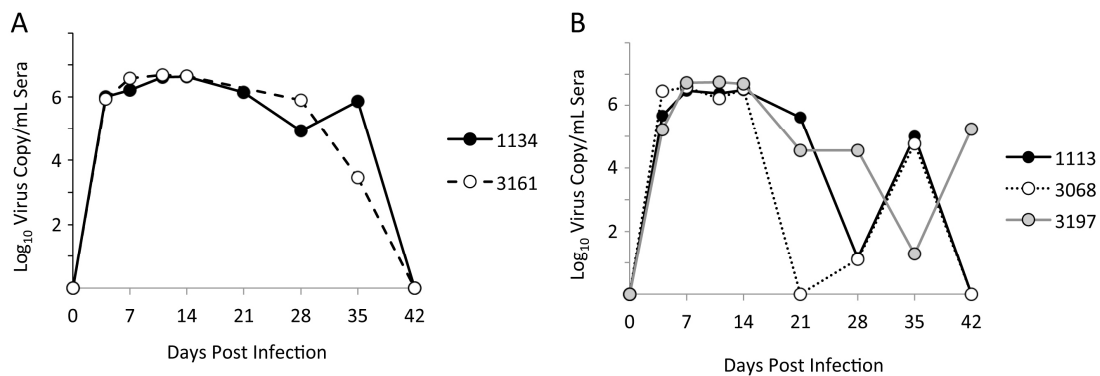 A
Log10 Virus Copy/mL Sera
6
4
2
0 7 14 21 28 35 42
Days Post Infection
1134
3161
B
Log10 Virus Copy/mL Sera
6
4
2
0 7 14 21 28 35 42
Days Post Infection
1113
3068
3197